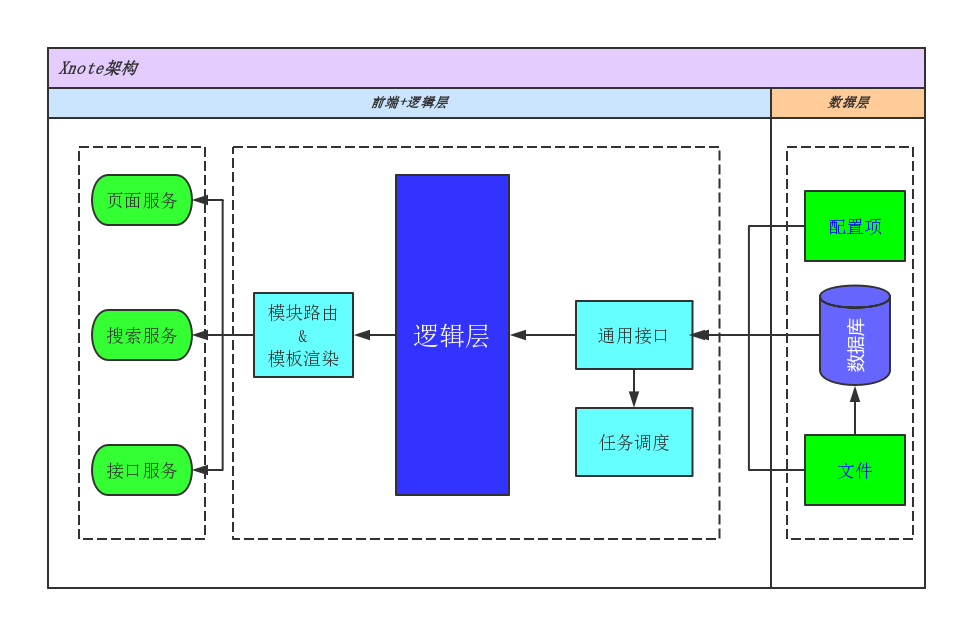 Xnote架构
前端+逻辑层
数据层
页面服务
搜索服务
接口服务
模块路由
&
模板渲染
逻辑层
通用接口
任务调度
配置项
数据库
文件